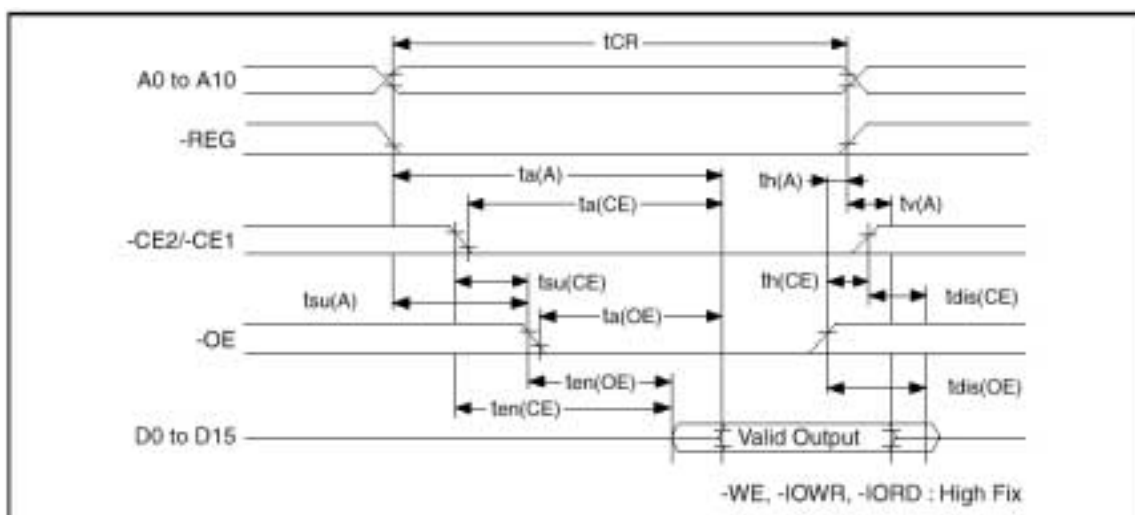 tCR
A0 to A10
-REG
ta(A)
th(A)
ta(CE)
tv(A)
-CE2/-CE1
tsu(CE)
th(CE)
tsu(A)
tdis(CE)
ta(OE)
-OE
ten(OE)
tdis(OE)
ten(CE)
D0 to D15
Valid Output
-WE, -IOWR, -IORD : High Fix